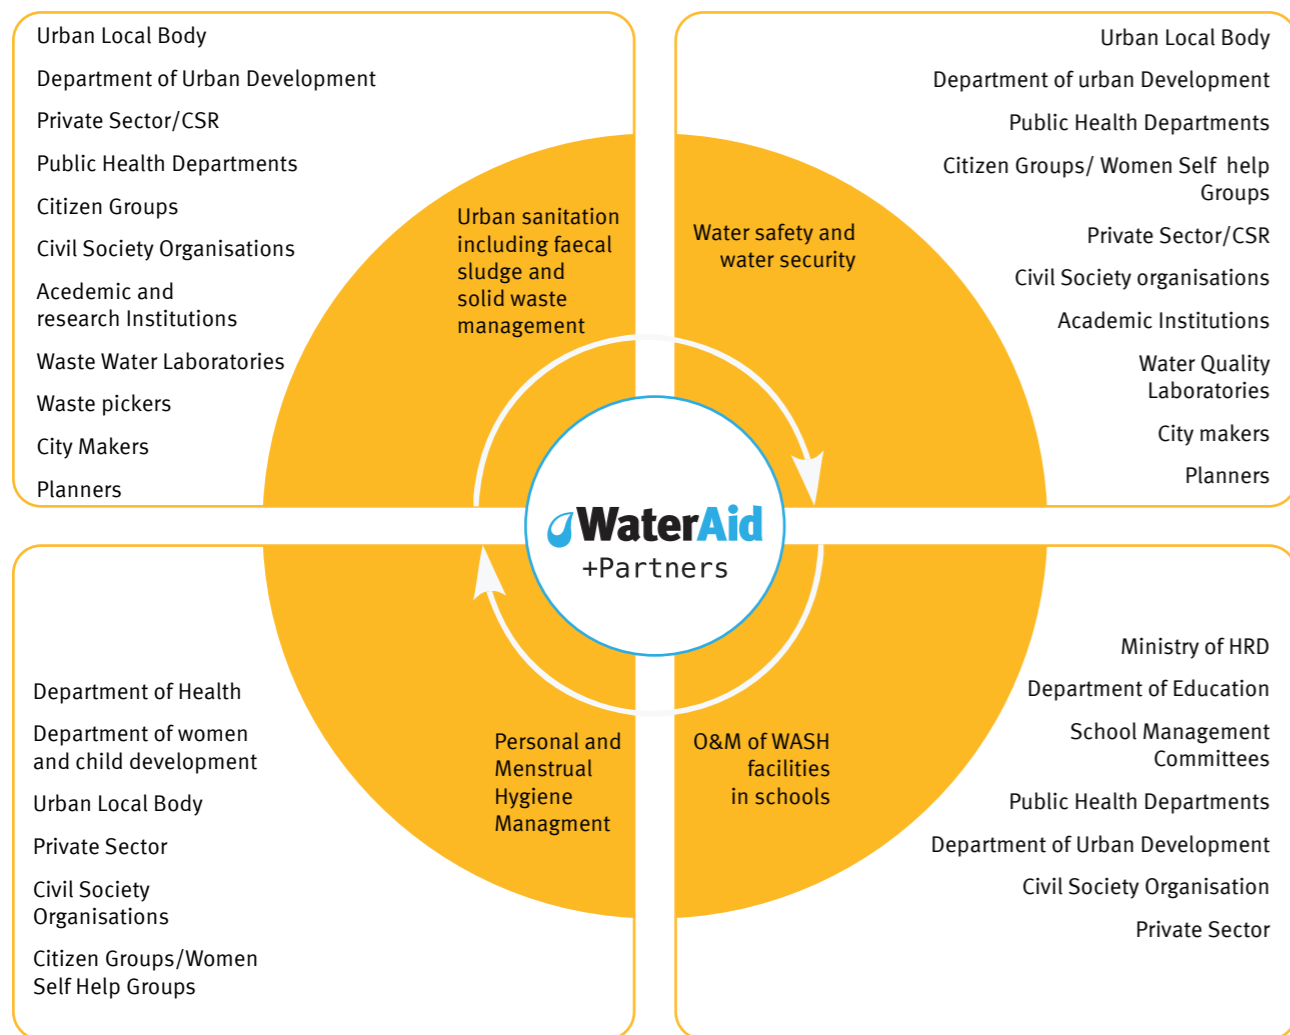 Urban Local Body
Department of Urban Development
Private Sector/CSR
Public Health Departments
Citizen Groups
Civil Society Organisations
Acedemic and
research Institutions
Waste Water Laboratories
Waste pickers
City Makers
Planners
Urban sanitation
including faecal
sludge and
solid waste
management
Water safety and
water security
Urban Local Body
Department of urban Development
Public Health Departments
Citizen Groups/ Women Self help
Groups
Private Sector/CSR
Civil Society organisations
Academic Institutions
Water Quality
Laboratories
City makers
Planners
WaterAid
+Partners
Department of Health
Department of women
and child development
Urban Local Body
Private Sector
Civil Society
Organisations
Citizen Groups/Women
Self Help Groups
Personal and
Menstrual
Hygiene
Managment
O&M of WASH
facilities
in schools
Ministry of HRD
Department of Education
School Management
Committees
Public Health Departments
Department of Urban Development
Civil Society Organisation
Private Sector